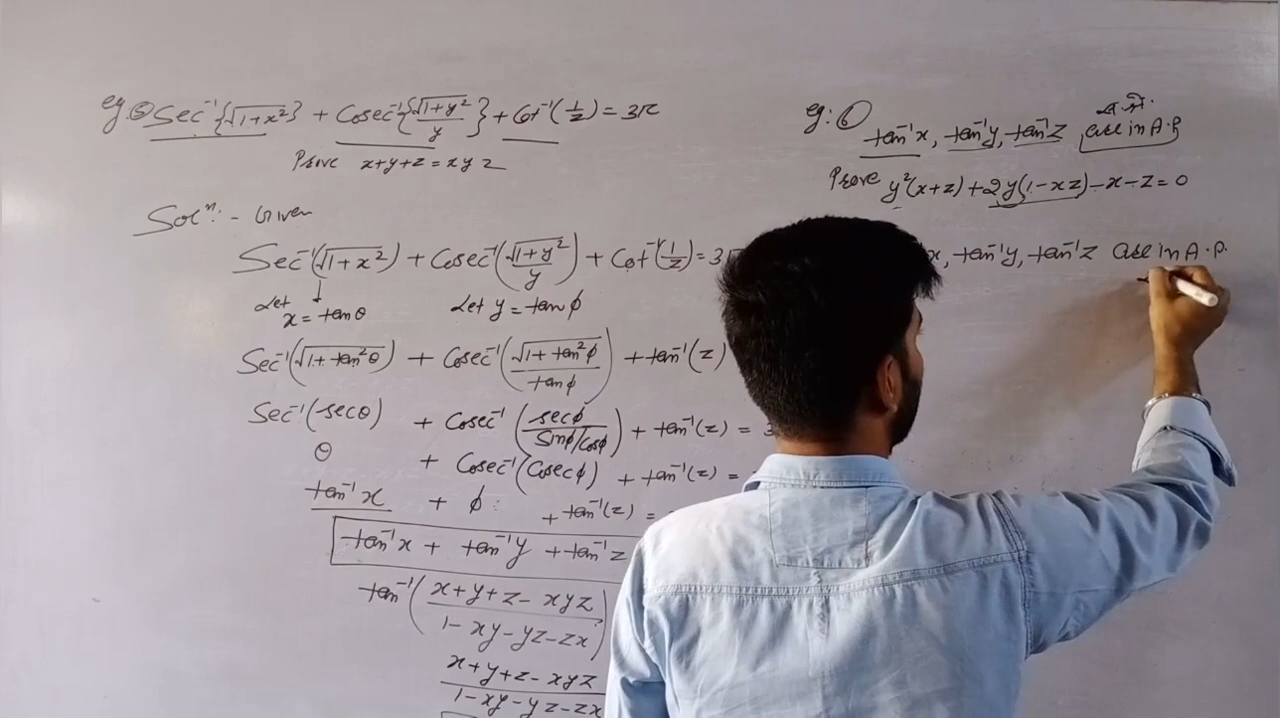 eg: ⑤ Sec⁻¹{√1+x²} + Cosec⁻¹{√1+y²/y} + Cot⁻¹(1/z) = 3π
Prove x+y+z = xyz
Solⁿ:- Given
Sec⁻¹(√1+x²) + Cosec⁻¹(√1+y²/y) + Cot⁻¹(1/z) = 3
Let x = tanθ Let y = tanϕ
Sec⁻¹(√1+tan²θ) + Cosec⁻¹(√1+tan²ϕ/tanϕ) + tan⁻¹(z)
Sec⁻¹(secθ) + Cosec⁻¹(secϕ/Sinϕ/cosϕ) + tan⁻¹(z) =
θ + Cosec⁻¹(Cosecϕ) + tan⁻¹(z) =
tan⁻¹x + ϕ + tan⁻¹(z) =
tan⁻¹x + tan⁻¹y + tan⁻¹z
tan⁻¹(x+y+z-xyz/1-xy-yz-zx)
x+y+z-xyz/1-xy-yz-zx
eg: ⑥
tan⁻¹x, tan⁻¹y, tan⁻¹z are in A.P
Prove y²(x+z)+2y(1-xz)-x-z=0
x, tan⁻¹y, tan⁻¹z are in A.P.